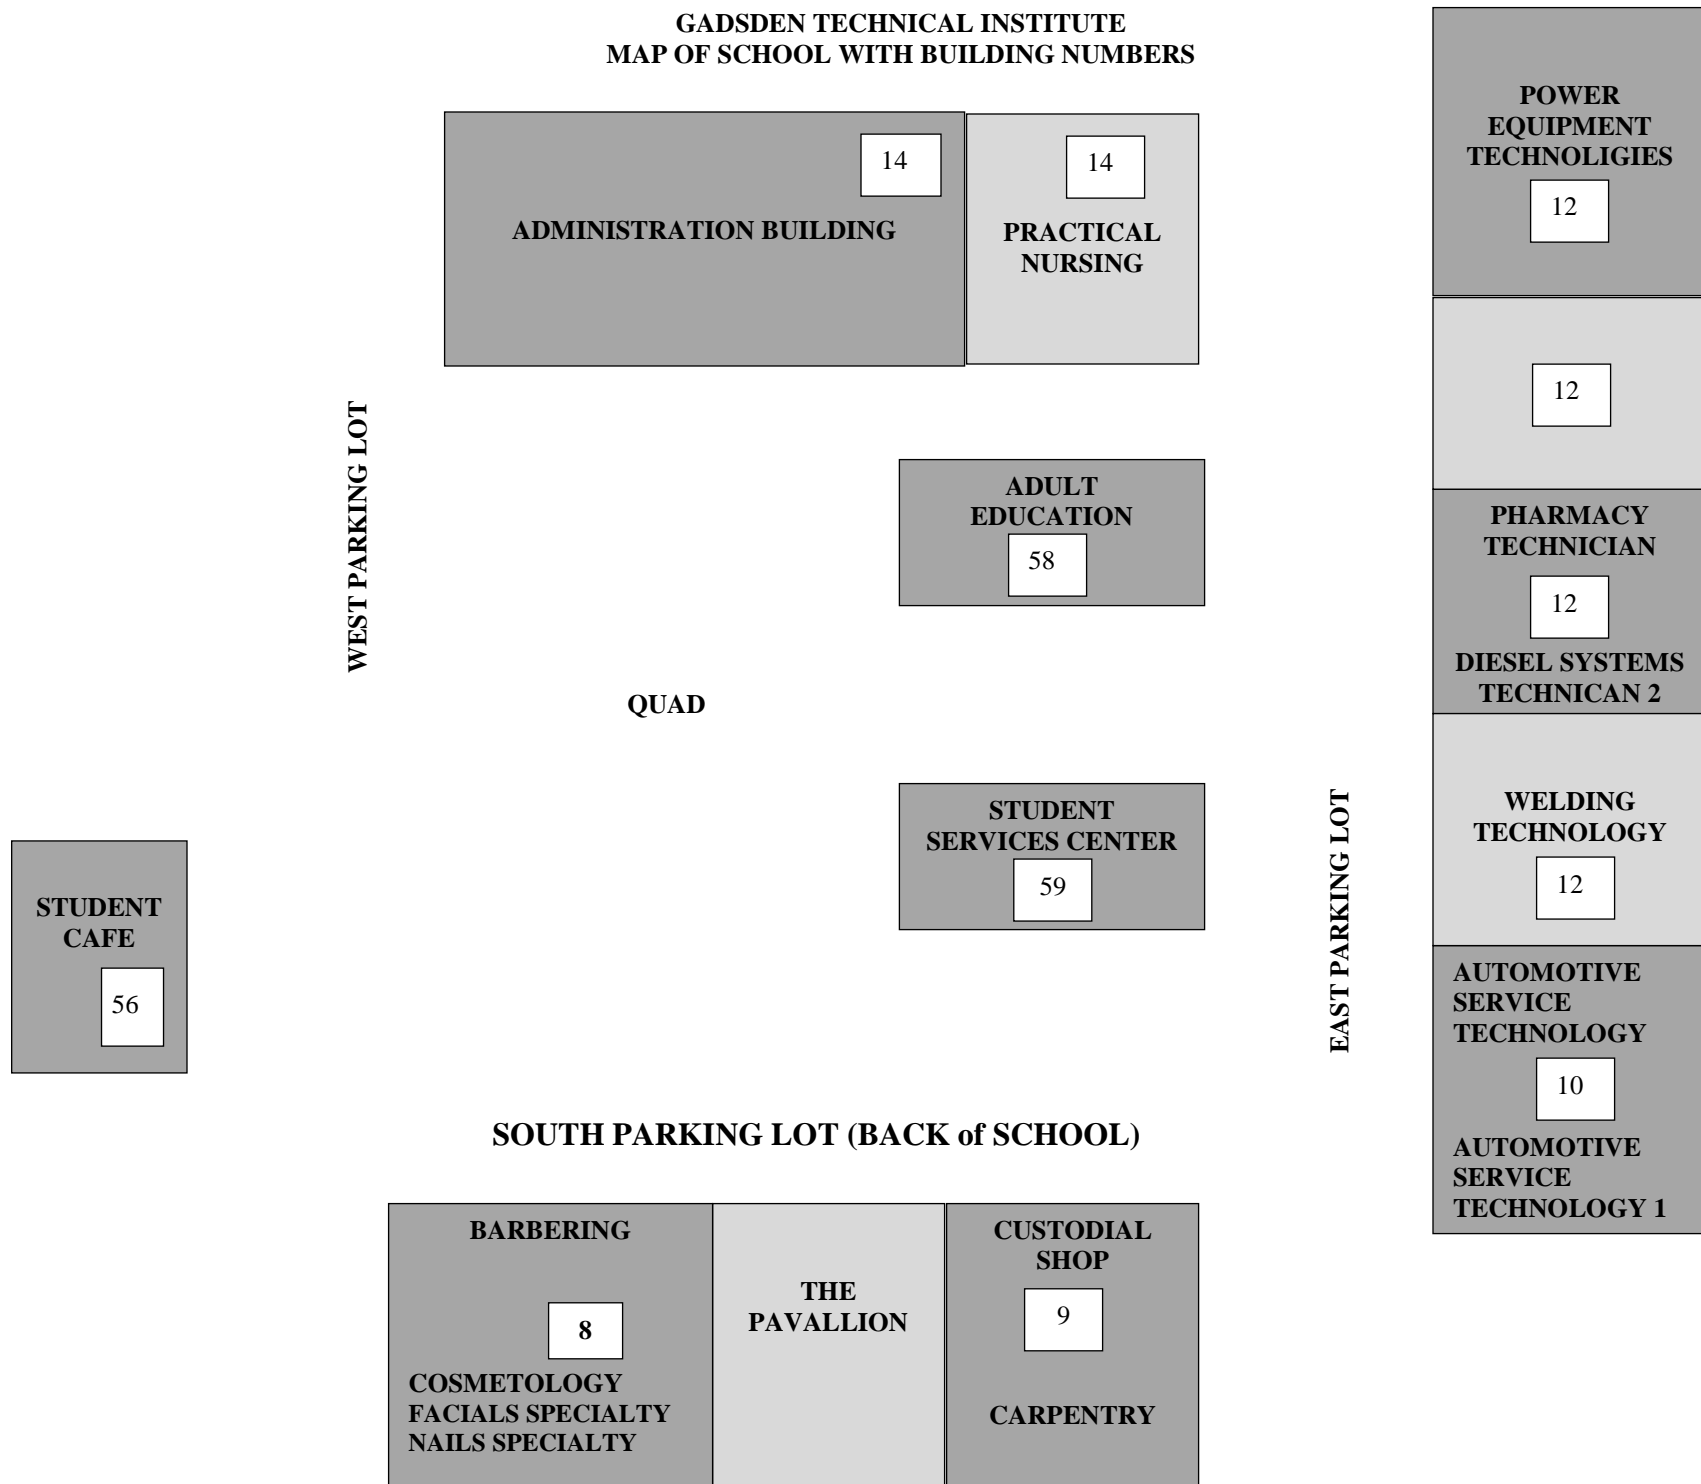 GADSDEN TECHNICAL INSTITUTE
MAP OF SCHOOL WITH BUILDING NUMBERS
14
ADMINISTRATION BUILDING
14
PRACTICAL
NURSING
POWER
EQUIPMENT
TECHNOLIGIES
12
12
WEST PARKING LOT
ADULT
EDUCATION
58
PHARMACY
TECHNICIAN
12
DIESEL SYSTEMS
TECHNICAN 2
QUAD
STUDENT
SERVICES CENTER
59
EAST PARKING LOT
WELDING
TECHNOLOGY
12
STUDENT
CAFE
56
AUTOMOTIVE
SERVICE
TECHNOLOGY
10
AUTOMOTIVE
SERVICE
TECHNOLOGY 1
SOUTH PARKING LOT (BACK of SCHOOL)
BARBERING
8
COSMETOLOGY
FACIALS SPECIALTY
NAILS SPECIALTY
THE
PAVALLION
CUSTODIAL
SHOP
9
CARPENTRY